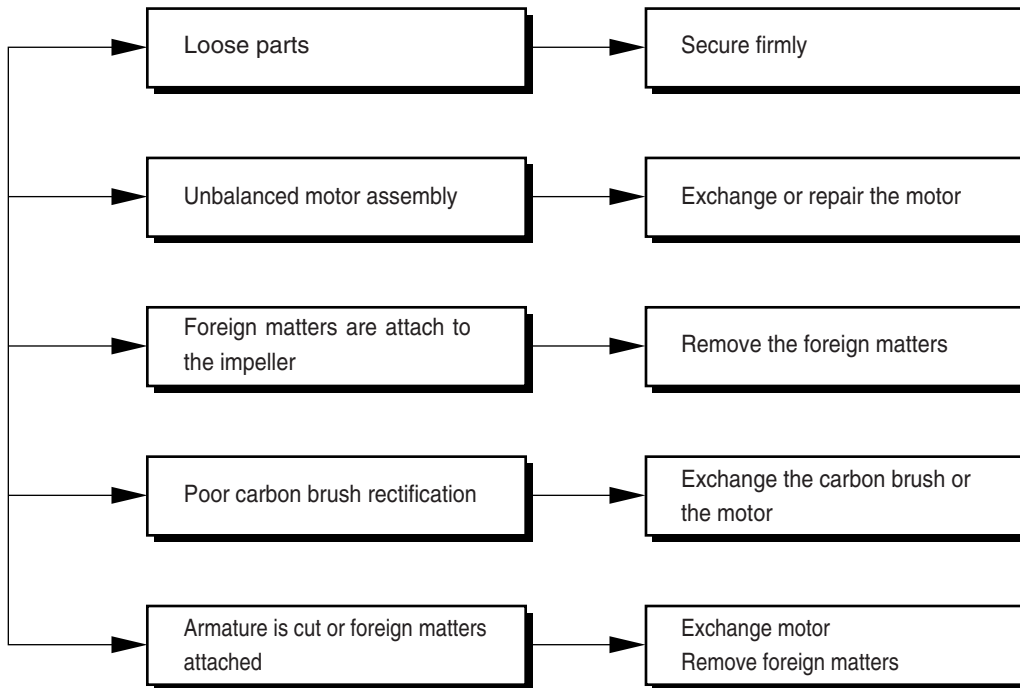 Loose parts
Secure firmly
Unbalanced motor assembly
Exchange or repair the motor
Foreign matters are attach to
the impeller
Remove the foreign matters
Poor carbon brush rectification
Exchange the carbon brush or
the motor
Armature is cut or foreign matters
attached
Exchange motor
Remove foreign matters